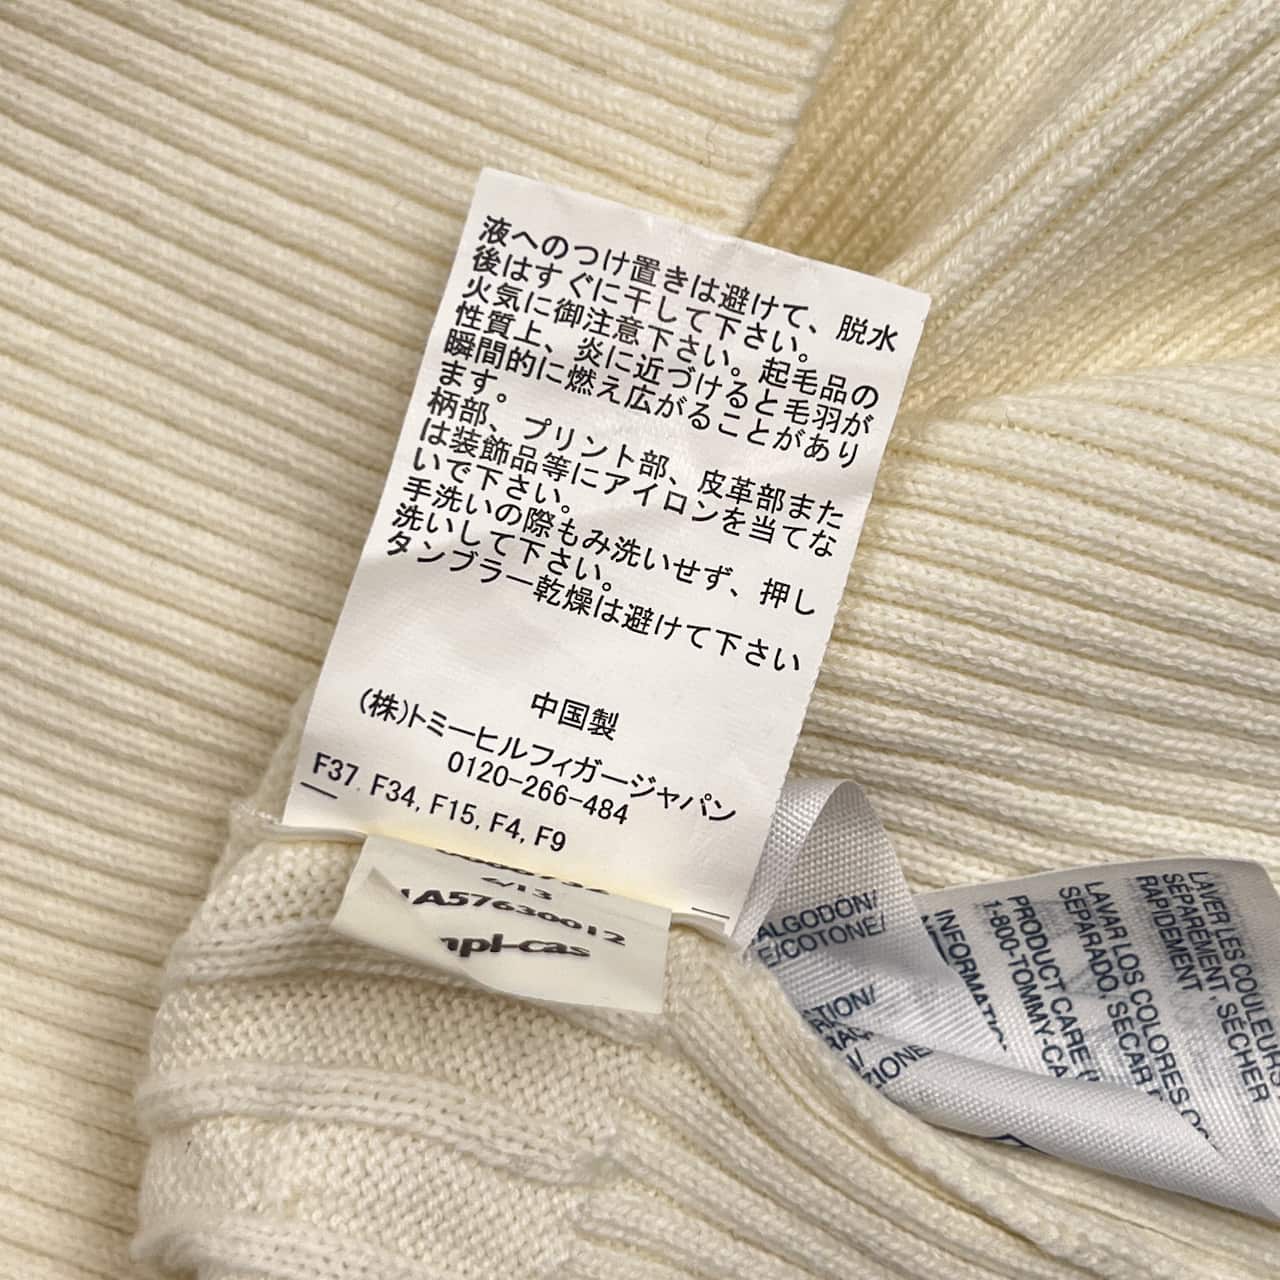 液へのつけ置きは避けて、脱水
後はすぐに干して下さい。
火気に御注意下さい。起毛品の
性質上、炎に近づけると毛羽が
瞬間的に燃え広がることがあり
ます。
柄部、プリント部、皮革部また
は装飾品等にアイロンを当てな
いで下さい。
手洗いの際もみ洗いせず、押し
洗いして下さい。
タンブラー乾燥は避けて下さい
中国製
(株)トミーヒルフィガージャパン
0120-266-484
F37. F34, F15, F4, F9
A57630012
ALGODÓN/
/COTONE/
INFORMATIO
PRODUCT CARE
1-800-TOMMY-CA
LAVAR LOS COLORES
SEPARADO, SECAR
LAVER LES COULEURS
SÉPARÉMENT, SÉCHER
RAPIDEMENT